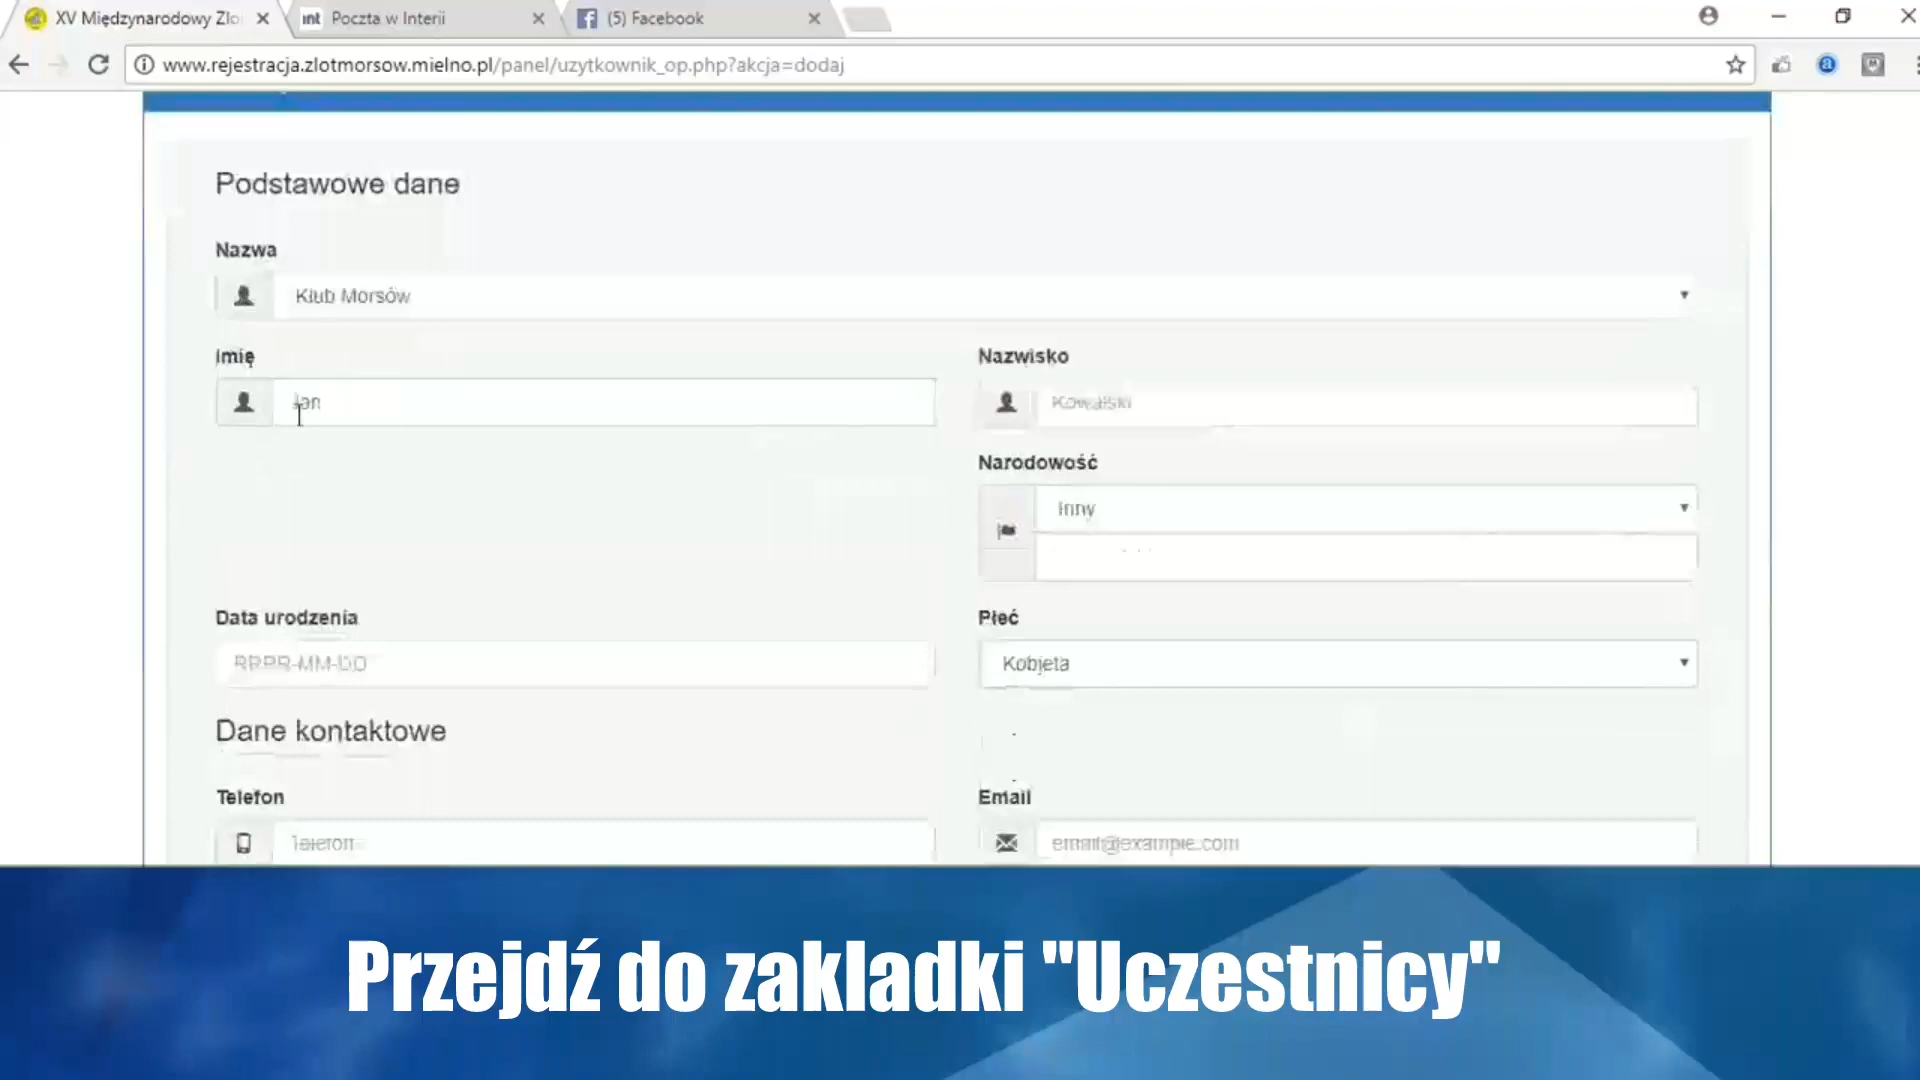 XV Międzynarodowy Zlo
Poczta w Interii
(5) Facebook
www.rejestracja.zlotmorsow.mielno.pl/panel/uzytkownik_op.php?akcja=dodaj
Podstawowe dane
Nazwa
Klub Morsów
Imię
Nazwisko
Jan
Kowalski
Narodowość
Inny
Data urodzenia
Płeć
RRRR-MM-DD
Kobjeta
Dane kontaktowe
Telefon
Email
Telefon
email@example.com
Przejdź do zakladki "Uczestnicy"